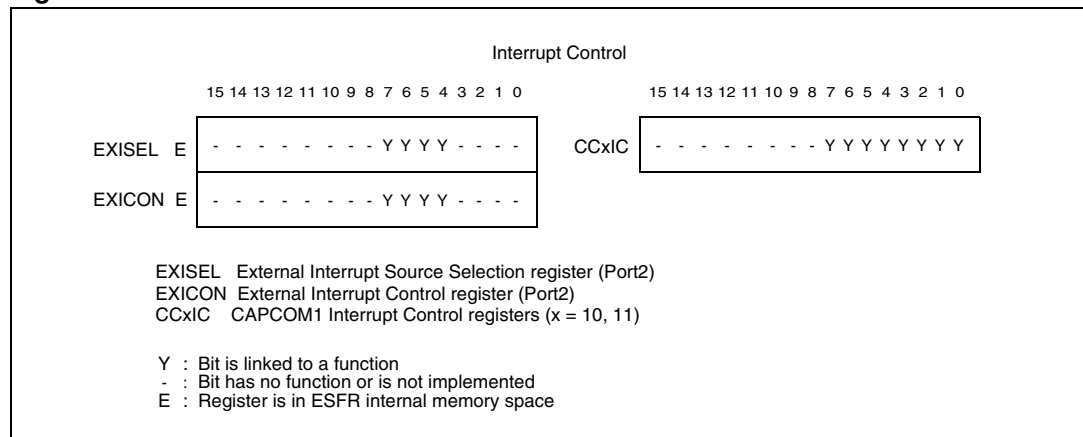 Interrupt Control
15 14 13 12 11 10 9 8 7 6 5 4 3 2 1 0 15 14 13 12 11 10 9 8 7 6 5 4 3 2 1 0
EXISEL E - - - - - - - - Y Y Y Y - - - - CCxIC - - - - - - - - Y Y Y Y Y Y Y Y
EXICON E - - - - - - - - Y Y Y Y - - - -
EXISEL External Interrupt Source Selection register (Port2)
EXICON External Interrupt Control register (Port2)
CCxIC CAPCOM1 Interrupt Control registers (x = 10, 11)
Y : Bit is linked to a function
- : Bit has no function or is not implemented
E : Register is in ESFR internal memory space